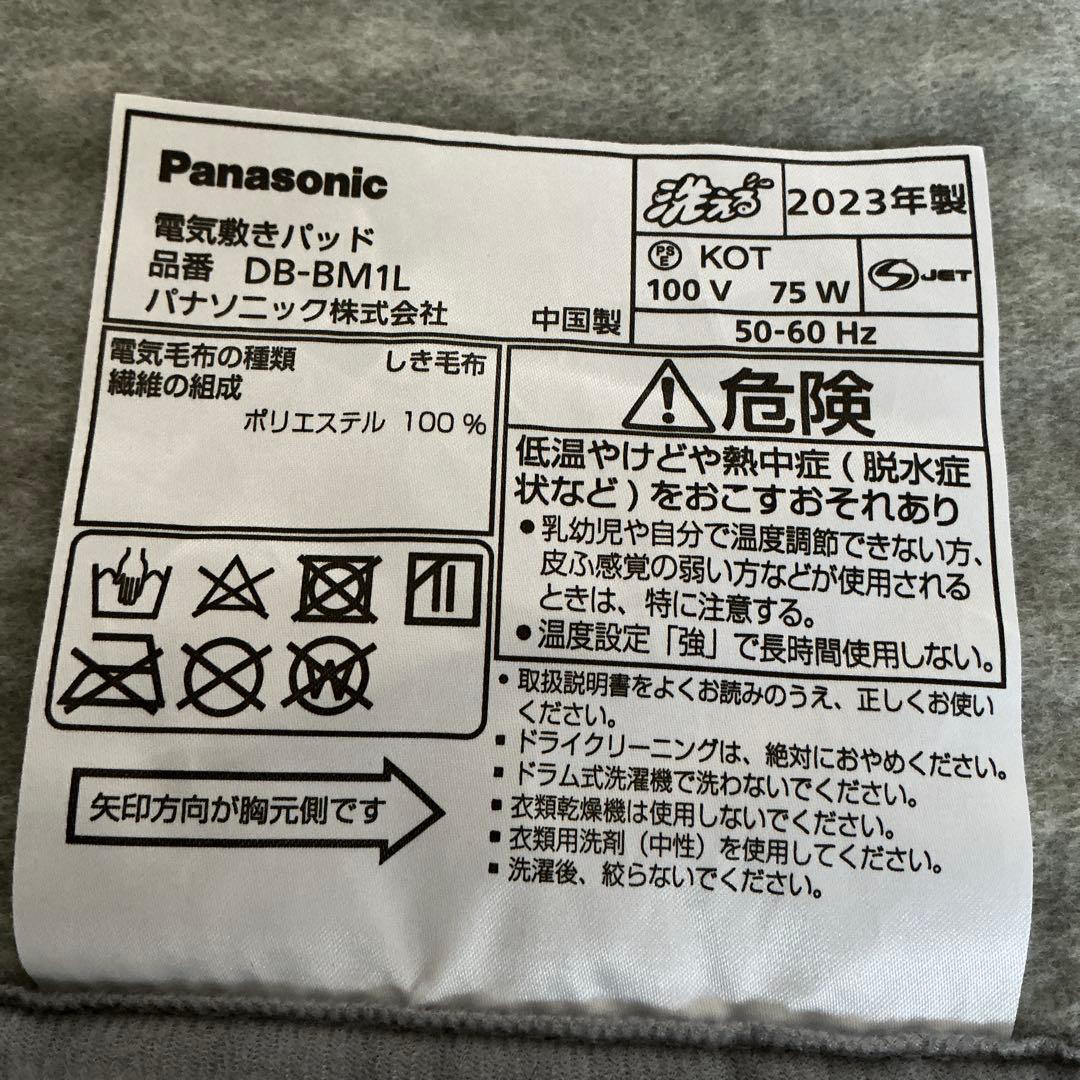 Panasonic
電気敷きパッド
品番 DB-BM1L
パナソニック株式会社
中国製
洗える
2023年製
PSE KOT
100 V 75 W
S JET
50-60 Hz
電気毛布の種類 しき毛布
繊維の組成
ポリエステル 100 %
危険
低温やけどや熱中症 ( 脱水症
状など ) をおこすおそれあり
●乳幼児や自分で温度調節できない方、
皮ふ感覚の弱い方などが使用される
ときは、特に注意する。
●温度設定「強」で長時間使用しない。
W
矢印方向が胸元側です
• 取扱説明書をよくお読みのうえ、正しくお使い
ください。
▪ ドライクリーニングは、絶対におやめください。
▪ ドラム式洗濯機で洗わないでください。
▪ 衣類乾燥機は使用しないでください。
▪ 衣類用洗剤（中性）を使用してください。
▪ 洗濯後、絞らないでください。